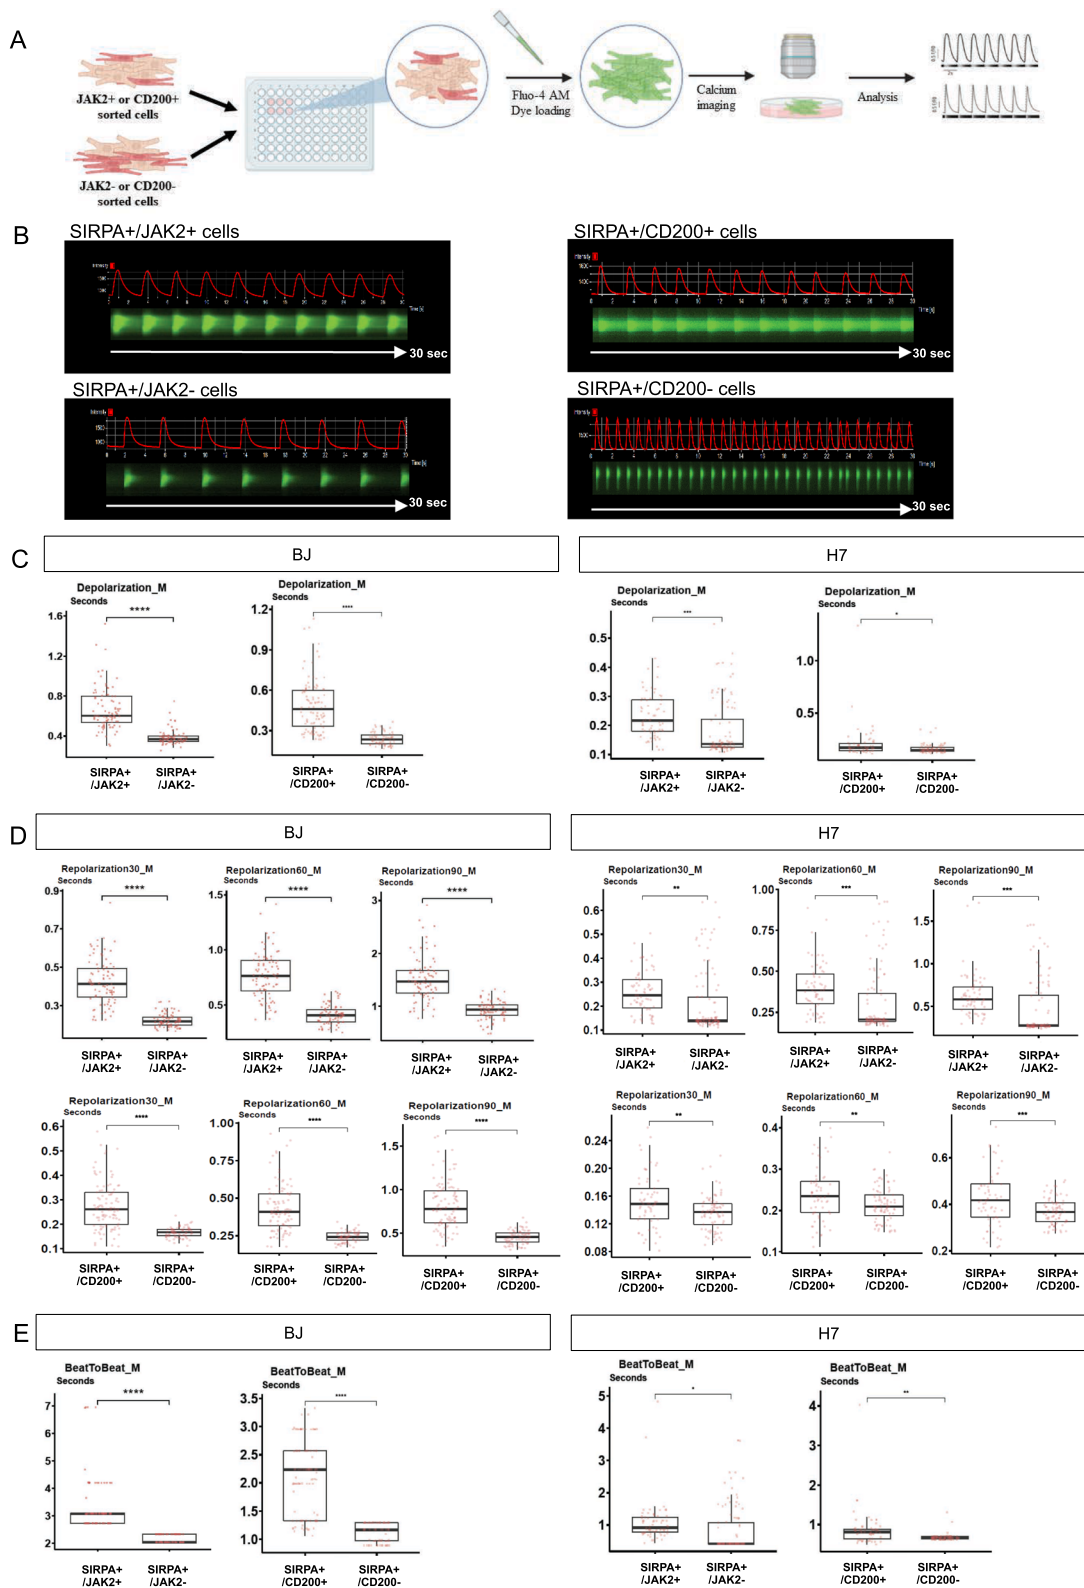 A
JAK2+ or CD200+
sorted cells
JAK2- or CD200-
sorted cells
Fluo-4 AM
Dye loading
Calcium
imaging
Analysis
B
SIRPA+/JAK2+ cells
30 sec
SIRPA+/CD200+ cells
30 sec
SIRPA+/JAK2- cells
30 sec
SIRPA+/CD200- cells
30 sec
C
BJ
H7
Depolarization_M
Seconds
****
1.6
1.2
0.8
0.4
SIRPA+
/JAK2+
SIRPA+
/JAK2-
Depolarization_M
Seconds
****
1.2
0.9
0.6
0.3
SIRPA+
/CD200+
SIRPA+
/CD200-
Depolarization_M
Seconds
***
0.5
0.4
0.3
0.2
0.1
SIRPA+
/JAK2+
SIRPA+
/JAK2-
Depolarization_M
Seconds
*
1.0
0.5
SIRPA+
/CD200+
SIRPA+
/CD200-
D
BJ
H7
Repolarization30_M
Seconds
****
0.9
0.7
0.5
0.3
SIRPA+
/JAK2+
SIRPA+
/JAK2-
Repolarization60_M
Seconds
****
1.5
1.0
0.5
SIRPA+
/JAK2+
SIRPA+
/JAK2-
Repolarization90_M
Seconds
****
3
2
1
SIRPA+
/JAK2+
SIRPA+
/JAK2-
Repolarization30_M
Seconds
**
0.6
0.5
0.4
0.3
0.2
0.1
SIRPA+
/JAK2+
SIRPA+
/JAK2-
Repolarization60_M
Seconds
***
1.00
0.75
0.50
0.25
SIRPA+
/JAK2+
SIRPA+
/JAK2-
Repolarization90_M
Seconds
***
1.5
1.0
0.5
SIRPA+
/JAK2+
SIRPA+
/JAK2-
Repolarization30_M
Seconds
****
0.6
0.5
0.4
0.3
0.2
0.1
SIRPA+
/CD200+
SIRPA+
/CD200-
Repolarization60_M
Seconds
****
1.00
0.75
0.50
0.25
SIRPA+
/CD200+
SIRPA+
/CD200-
Repolarization90_M
Seconds
****
1.5
1.0
0.5
SIRPA+
/CD200+
SIRPA+
/CD200-
Repolarization30_M
Seconds
**
0.28
0.24
0.20
0.16
0.12
0.08
SIRPA+
/CD200+
SIRPA+
/CD200-
Repolarization60_M
Seconds
**
0.4
0.3
0.2
0.1
SIRPA+
/CD200+
SIRPA+
/CD200-
Repolarization90_M
Seconds
***
0.6
0.4
0.2
SIRPA+
/CD200+
SIRPA+
/CD200-
E
BJ
H7
BeatToBeat_M
Seconds
****
7
6
5
4
3
2
SIRPA+
/JAK2+
SIRPA+
/JAK2-
BeatToBeat_M
Seconds
****
3.5
3.0
2.5
2.0
1.5
1.0
SIRPA+
/CD200+
SIRPA+
/CD200-
BeatToBeat_M
Seconds
*
5
4
3
2
1
SIRPA+
/JAK2+
SIRPA+
/JAK2-
BeatToBeat_M
Seconds
**
4
3
2
1
SIRPA+
/CD200+
SIRPA+
/CD200-